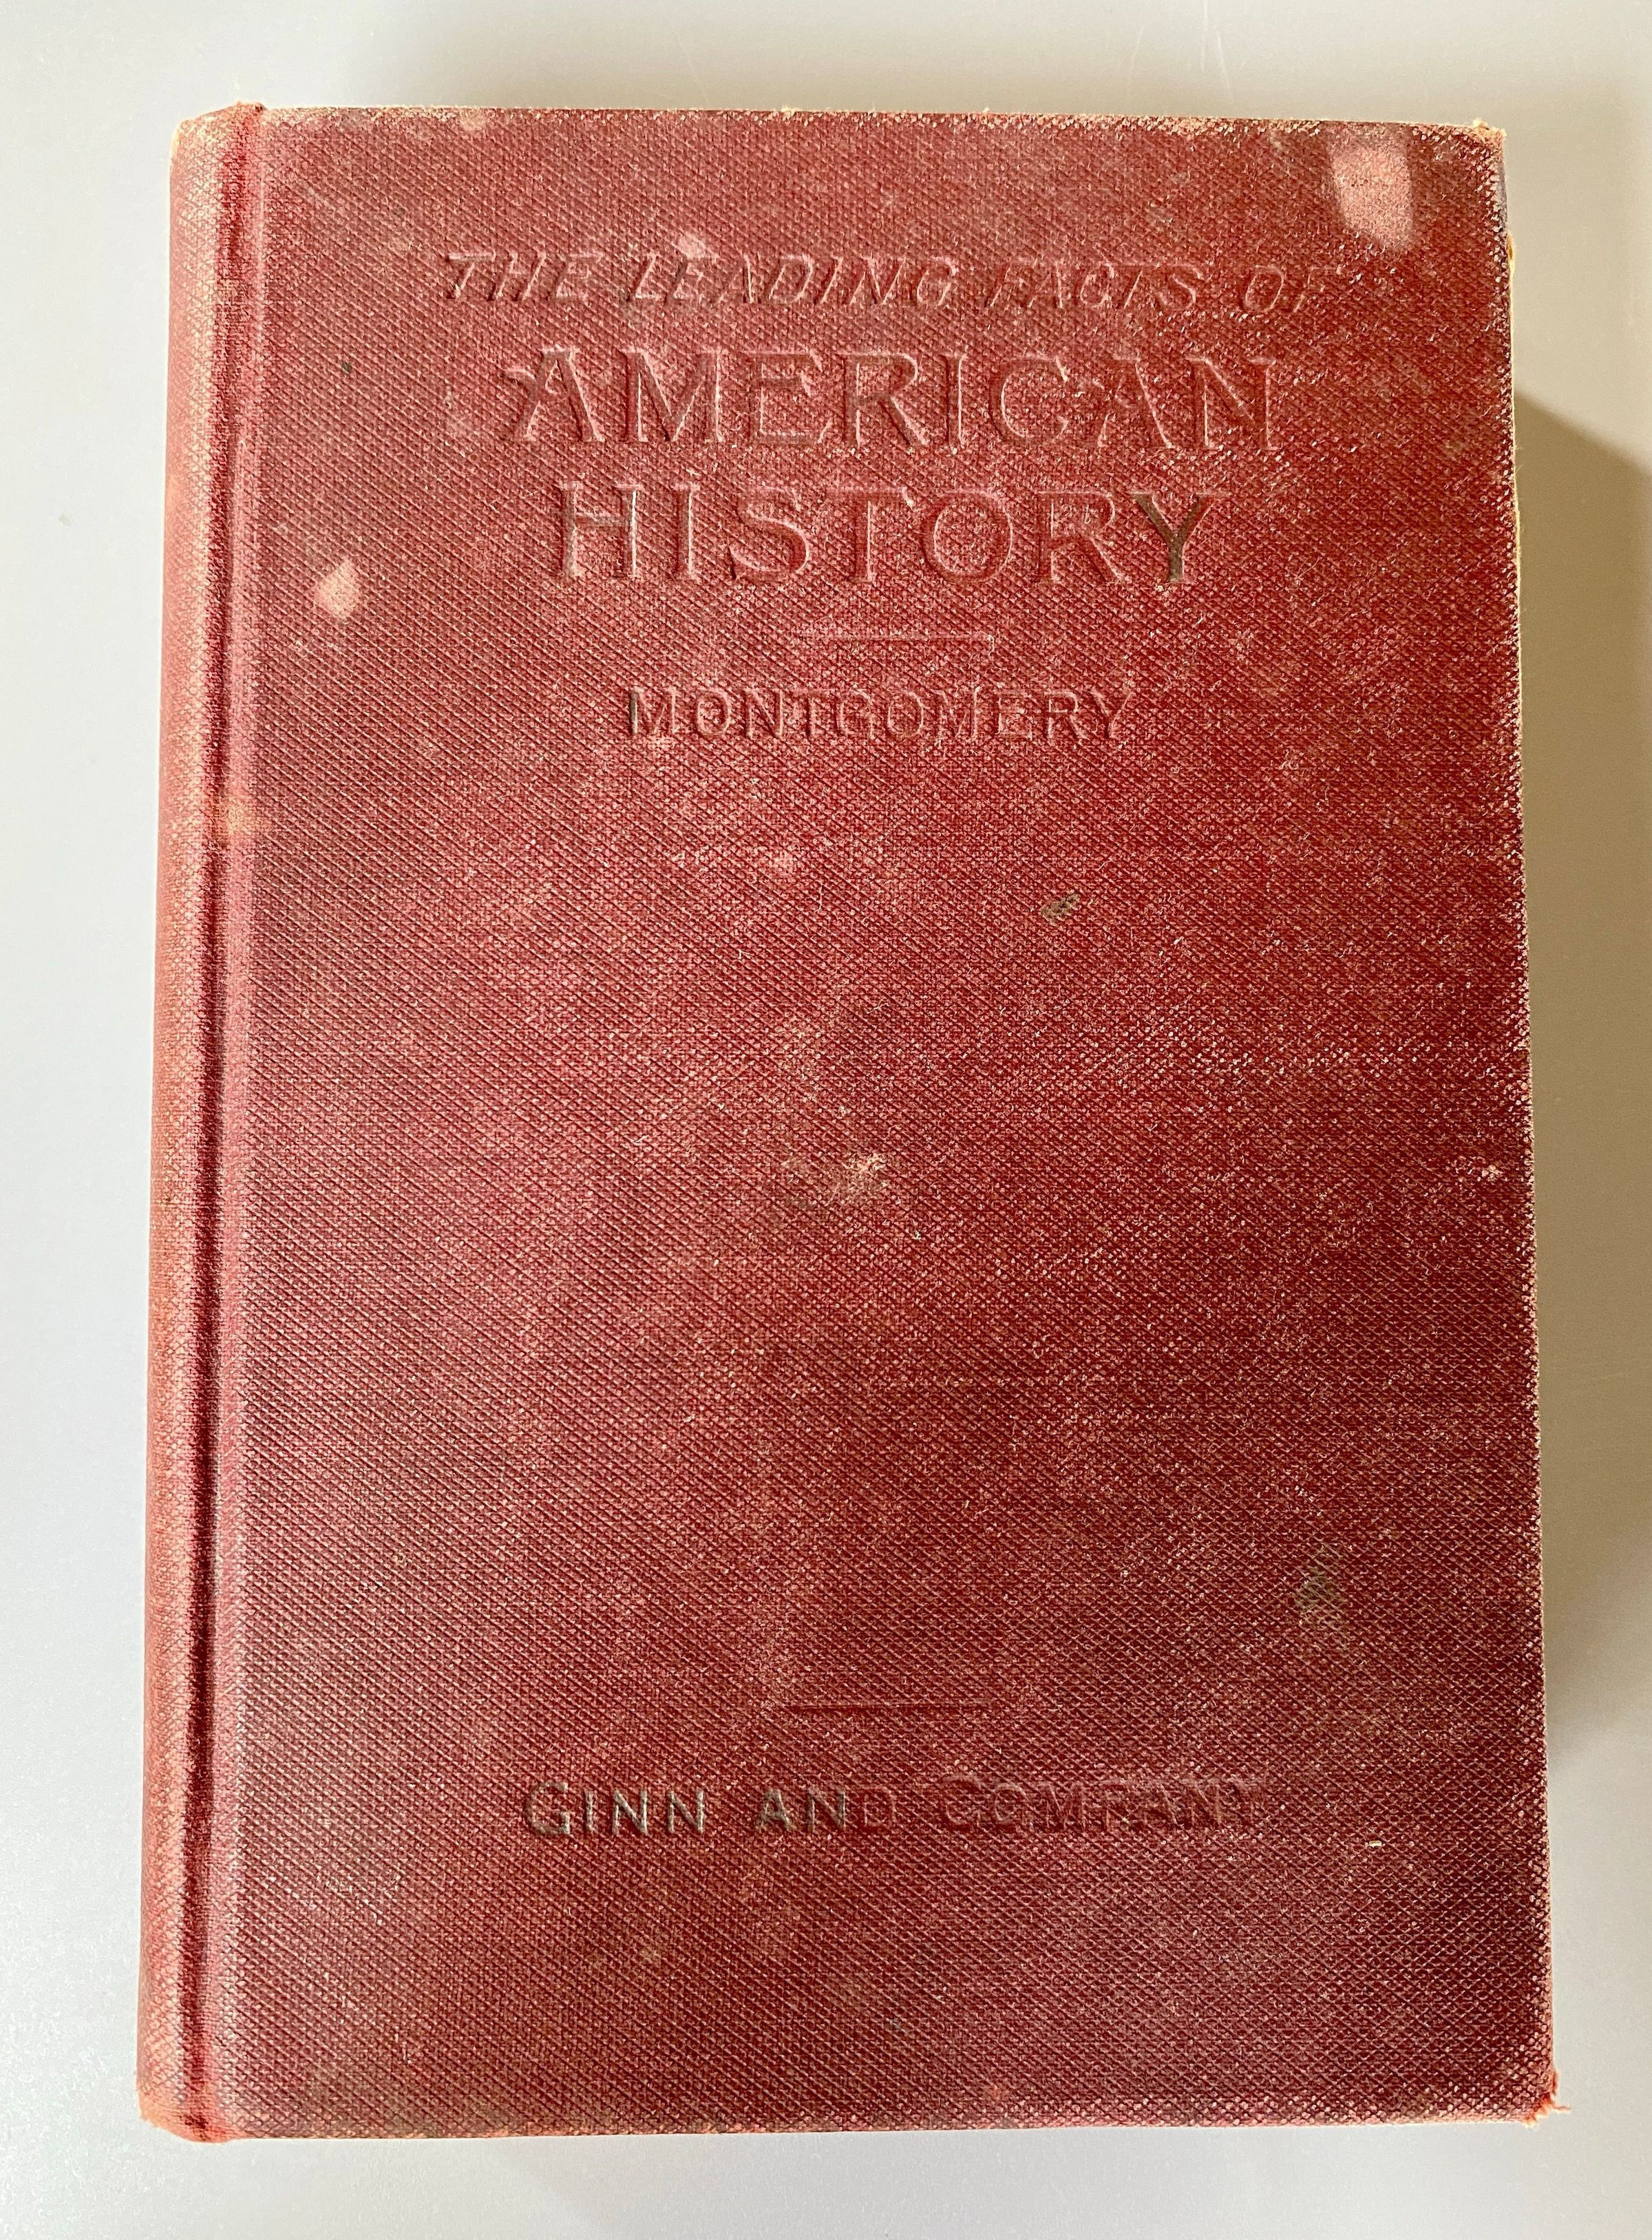 THE LEADING FACTS OF
AMERICAN
HISTORY
MONTGOMERY
GINN AND COMPANY